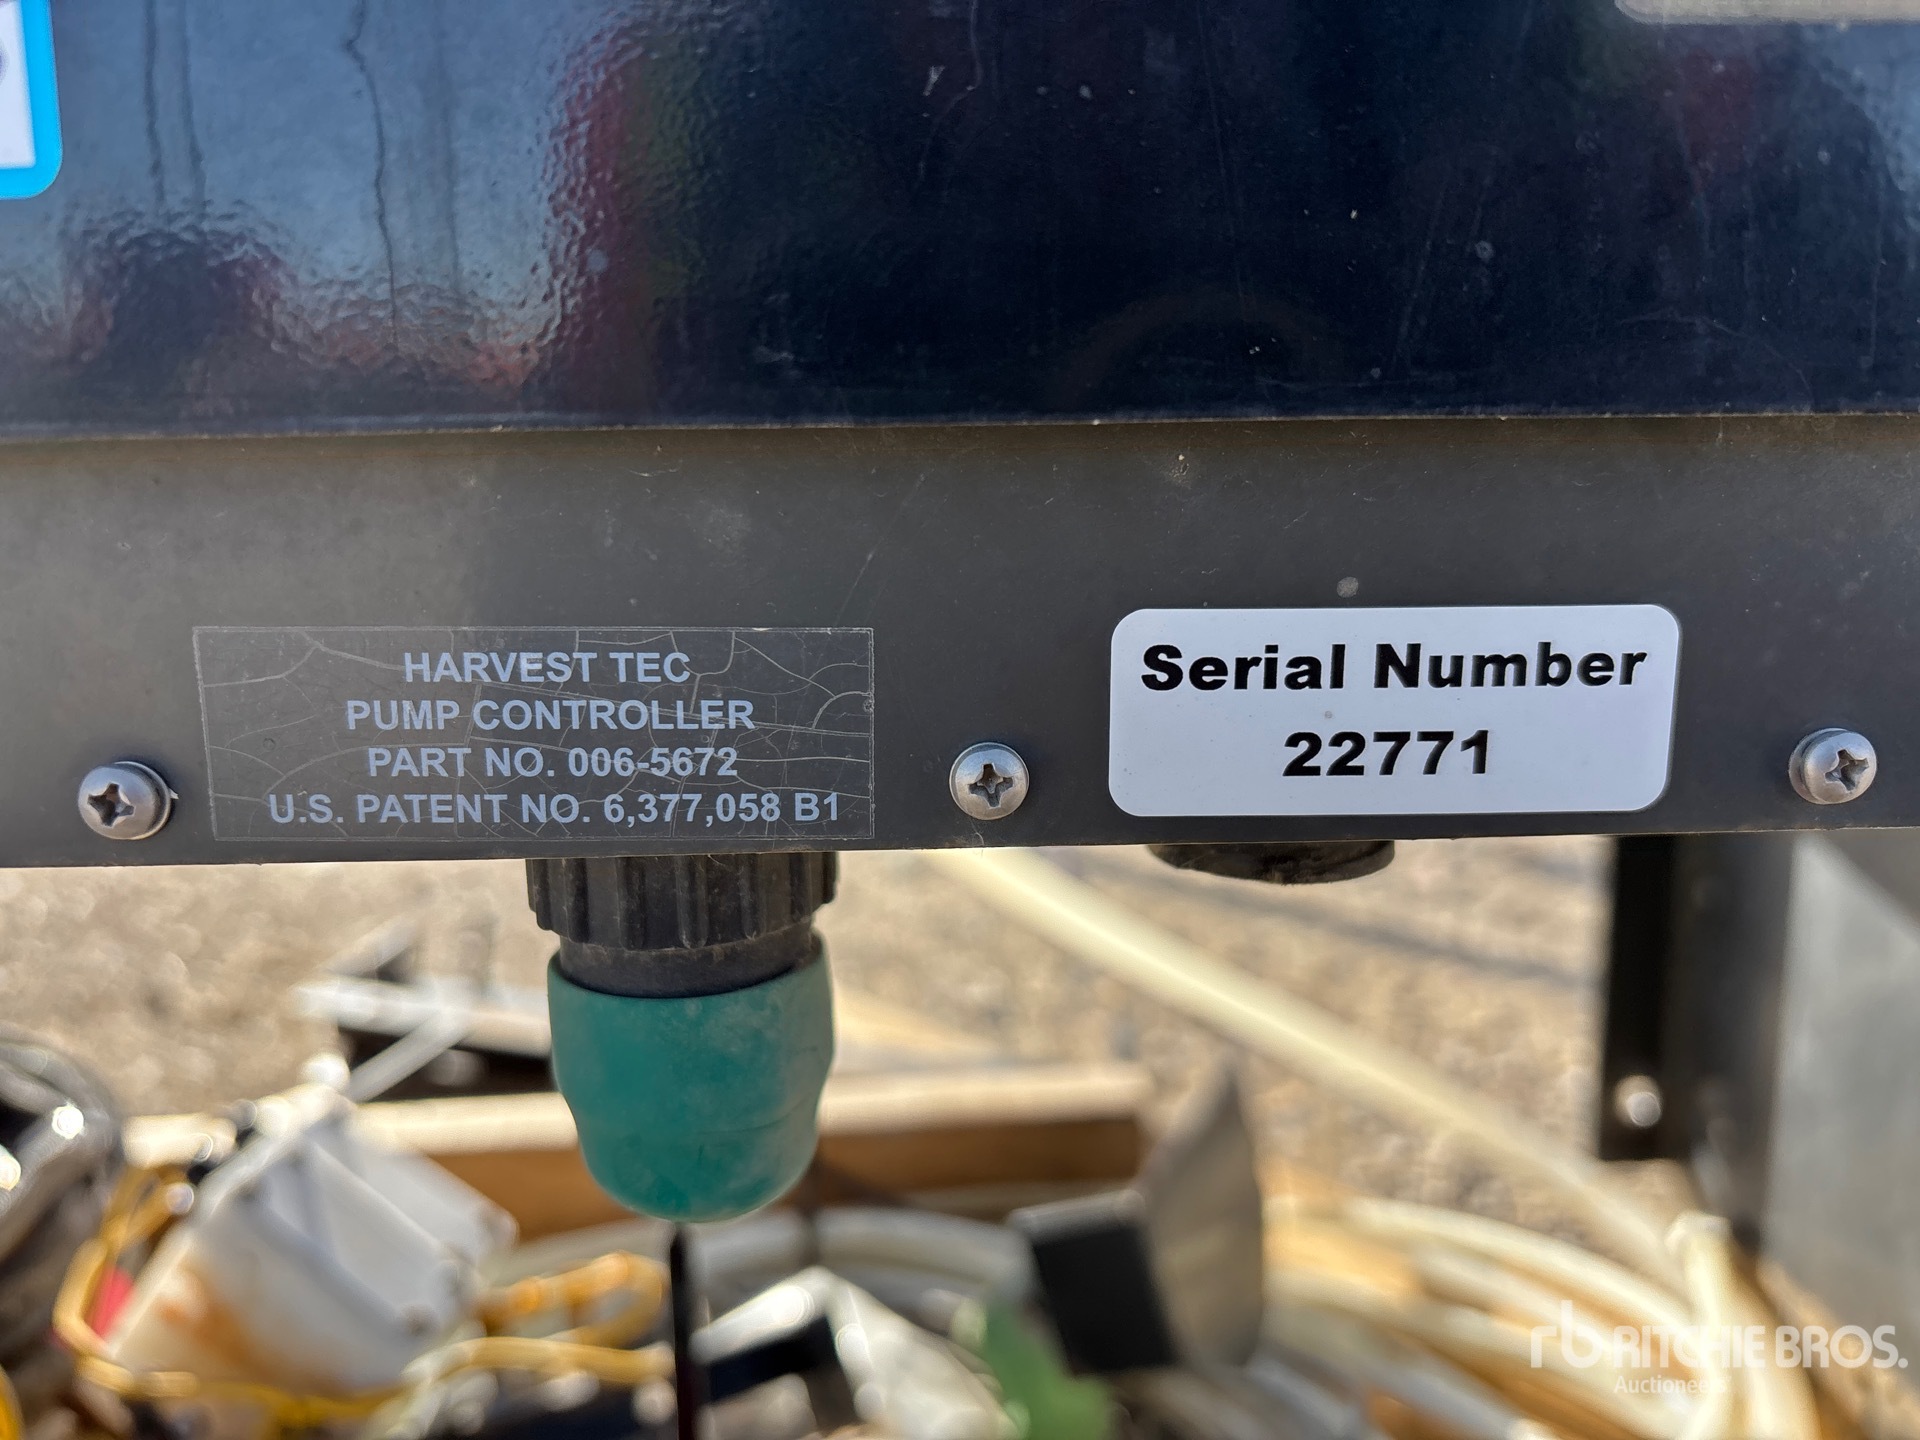 HARVEST TEC
PUMP CONTROLLER
PART NO. 006-5672
U.S. PATENT NO. 6,377,058 B1
Serial Number
22771
rb RITCHIE BROS.
Auctioneers